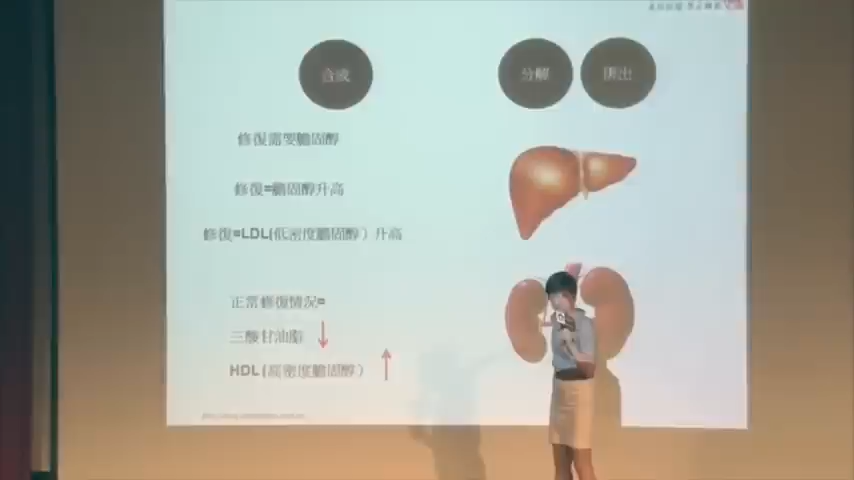 合成
分解
排出
修復需要膽固醇
修復=膽固醇升高
修復=LDL(低密度膽固醇）升高
正常修復情況=
三酸甘油脂
HDL(高密度膽固醇）